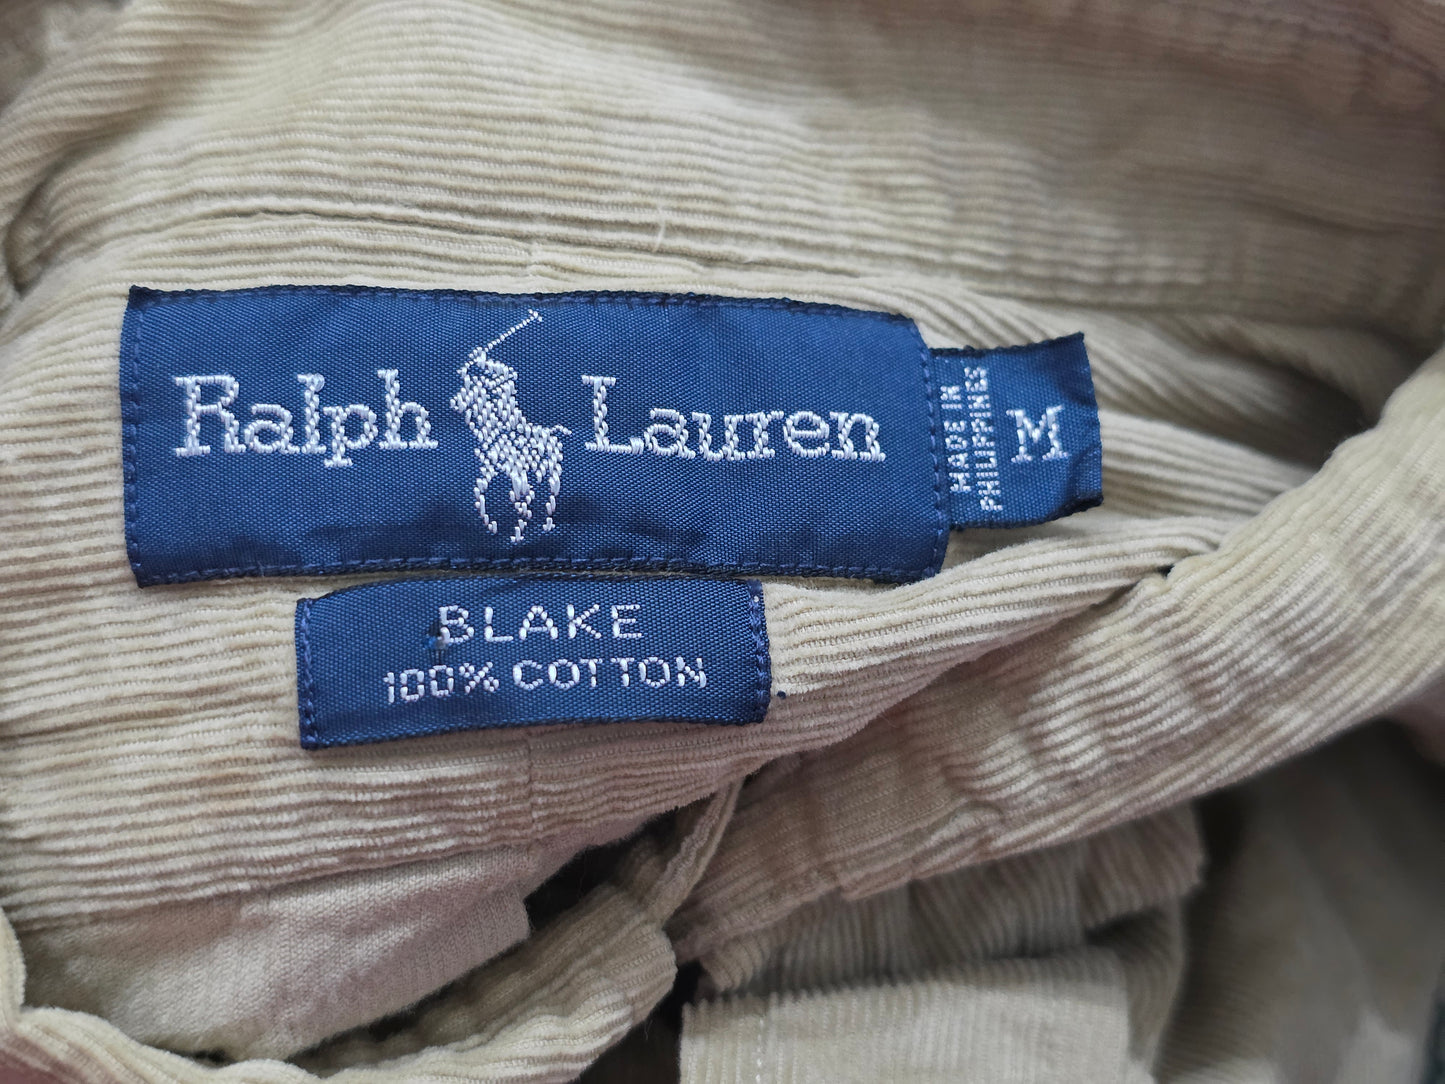 Ralph Lauren
MADE IN
PHILIPPINES
M
BLAKE
100% COTTON